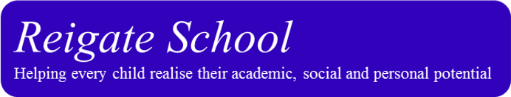 Reigate School
Helping every child realise their academic, social and personal potential